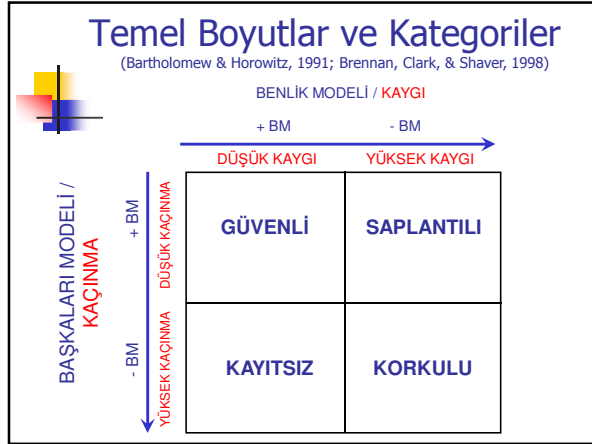 Temel Boyutlar ve Kategoriler
(Bartholomew & Horowitz, 1991; Brennan, Clark, & Shaver, 1998)
BENLİK MODELİ / KAYGI
+ BM - BM
DÜŞÜK KAYGI YÜKSEK KAYGI
BAŞKALARI MODELİ /
KAÇINMA
+ BM
DÜŞÜK KAÇINMA
GÜVENLİ SAPLANTILI
- BM
YÜKSEK KAÇINMA
KAYITSIZ KORKULU